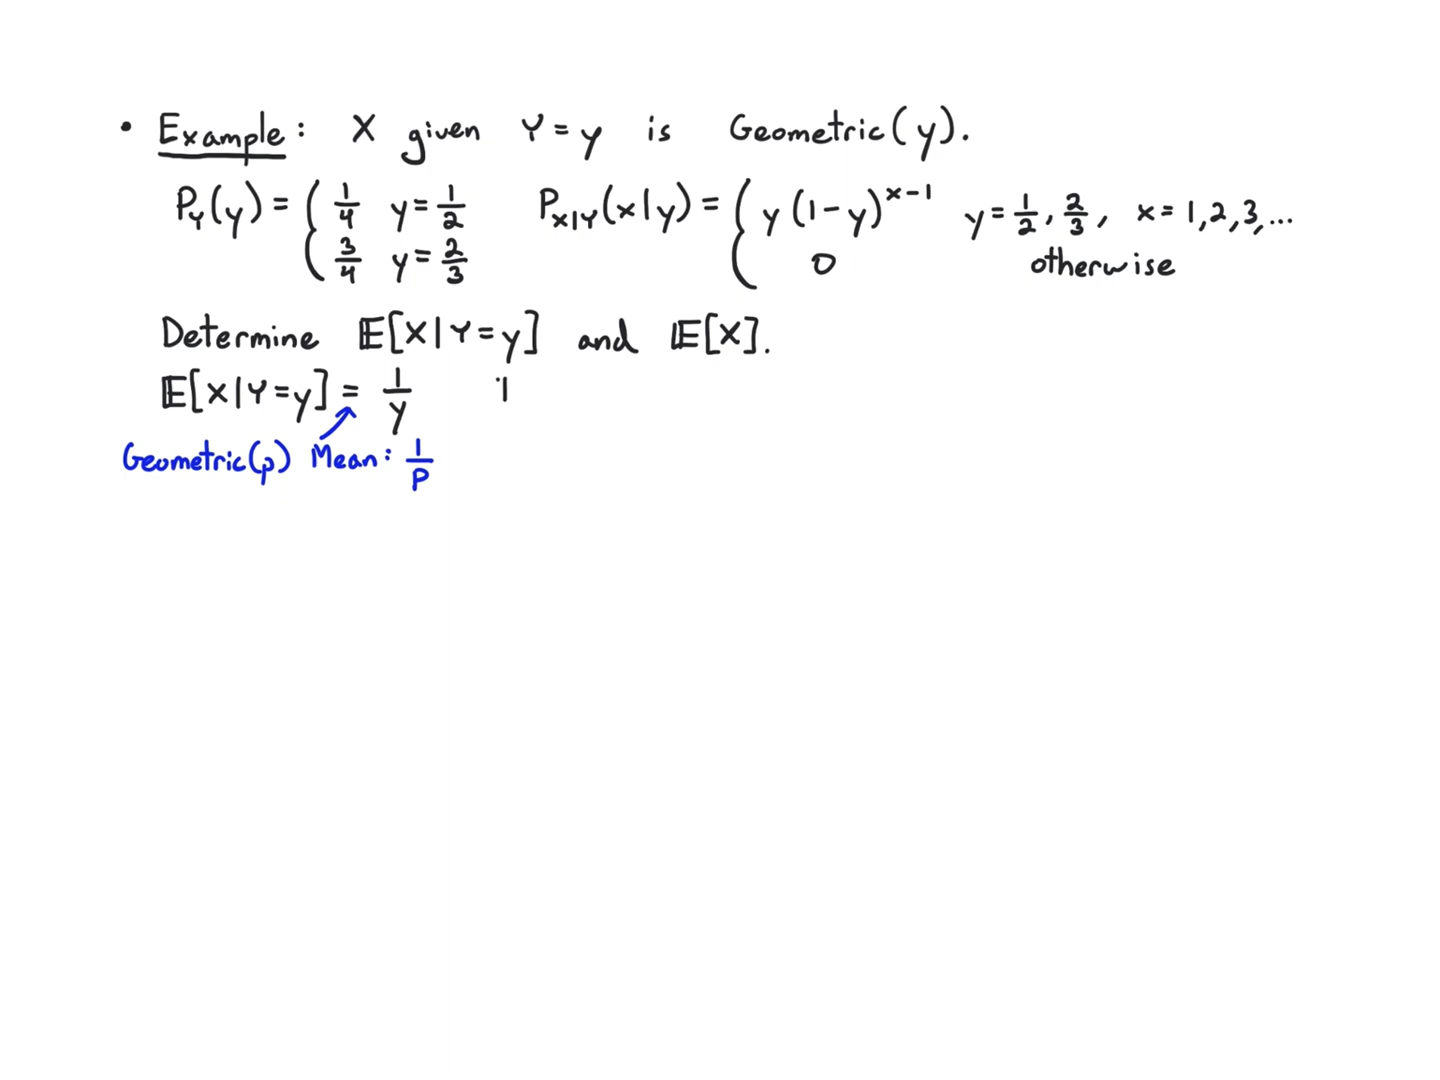 • Example: X given Y = y is Geometric(y).
P_Y(y) = { 1/4 y = 1/2 P_{X|Y}(x|y) = { y(1-y)^{x-1} y = 1/2, 2/3, x = 1,2,3,...
3/4 y = 2/3 0 otherwise
Determine 𝔼[X|Y=y] and 𝔼[X].
𝔼[X|Y=y] = 1/y
Geometric(p) Mean: 1/p